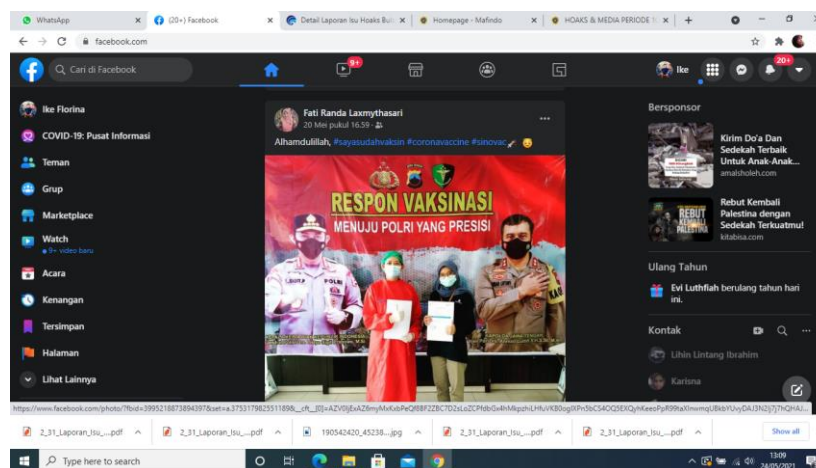 WhatsApp
(20+) Facebook
Detail Laporan Isu Hoaks Bul
Homepage - Mafindo
HOAKS & MEDIA PERIODE
facebook.com
Cari di Facebook
9+
Ike
20+
Ike Florina
COVID-19: Pusat Informasi
Teman
Grup
Marketplace
Watch
9+ video baru
Acara
Kenangan
Tersimpan
Halaman
Lihat Lainnya
Fati Randa Laxmythasari
20 Mei pukul 16.59
Alhamdulillah, #sayasudahvaksin #coronavaccine #sinovac
RESPON VAKSINASI
MENUJU POLRI YANG PRESISI
POLRI
Bersponsor
Kirim Do'a Dan
Sedekah Terbaik
Untuk Anak-Anak...
amalsholeh.com
REBUT
KEMBALI
PALESTINA
Rebut Kembali
Palestina dengan
Sedekah Terkuatmu!
kitabisa.com
Ulang Tahun
Evi Luthfiah berulang tahun hari
ini.
Kontak
Lihin Lintang Ibrahim
Karisna
2_31_Laporan_Isu_....pdf
2_31_Laporan_Isu_....pdf
190542420_45238...jpg
2_31_Laporan_Isu_....pdf
2_31_Laporan_Isu_....pdf
Show all
Type here to search
13:09
24/05/2021